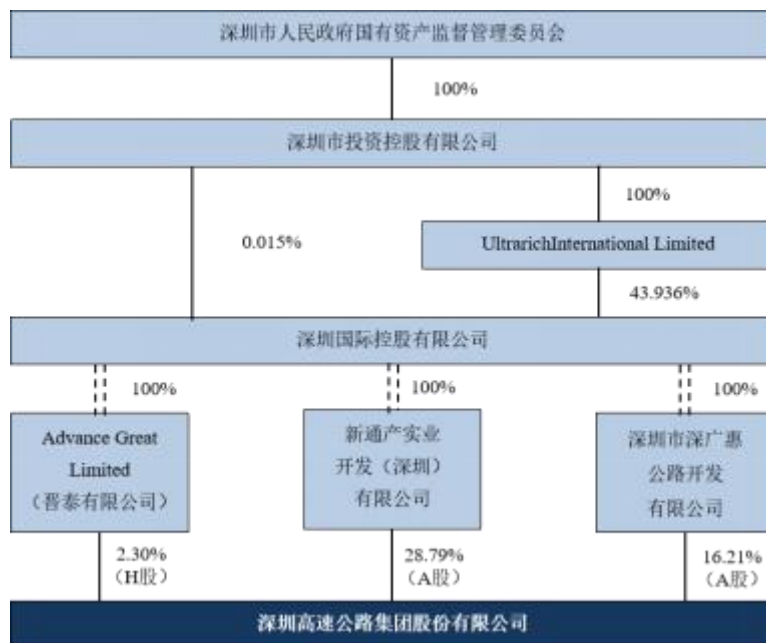 深圳市人民政府国有资产监督管理委员会
100%
深圳市投资控股有限公司
100%
0.015%
UltrarichInternational Limited
43.936%
深圳国际控股有限公司
100%
100%
100%
Advance Great
Limited
（晋泰有限公司）
新通产实业
开发（深圳）
有限公司
深圳市深广惠
公路开发
有限公司
2.30%
（H股）
28.79%
（A股）
16.21%
（A股）
深圳高速公路集团股份有限公司